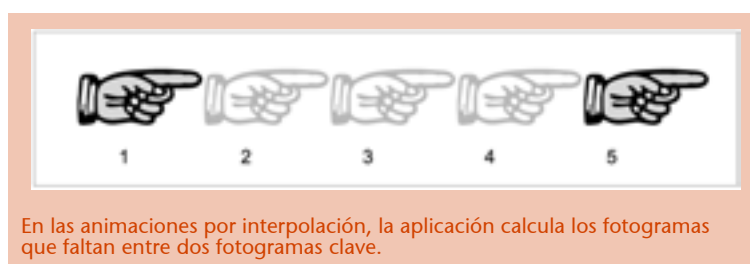 1 2 3 4 5
En las animaciones por interpolación, la aplicación calcula los fotogramas
que faltan entre dos fotogramas clave.